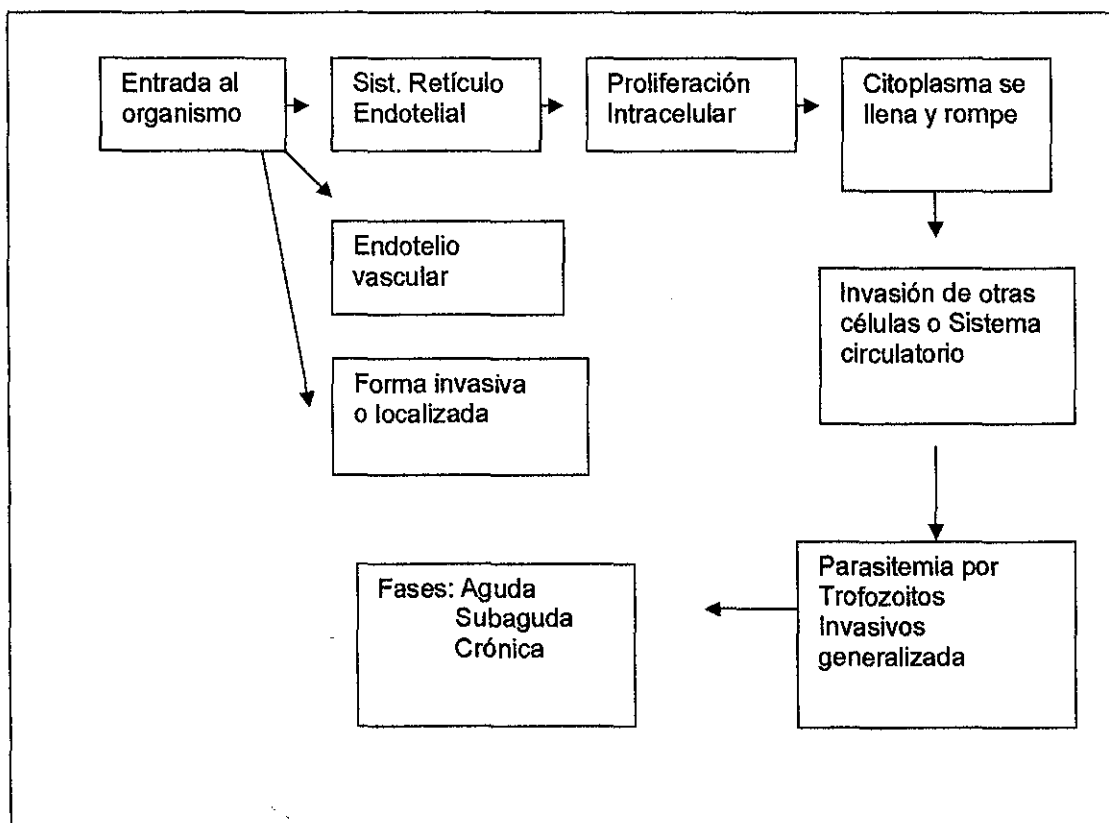 Entrada al
organismo
Sist. Retículo
Endotelial
Proliferación
Intracelular
Citoplasma se
llena y rompe
Endotelio
vascular
Invasión de otras
células o Sistema
circulatorio
Forma invasiva
o localizada
Parasitemia por
Trofozoitos
Invasivos
generalizada
Fases: Aguda
Subaguda
Crónica